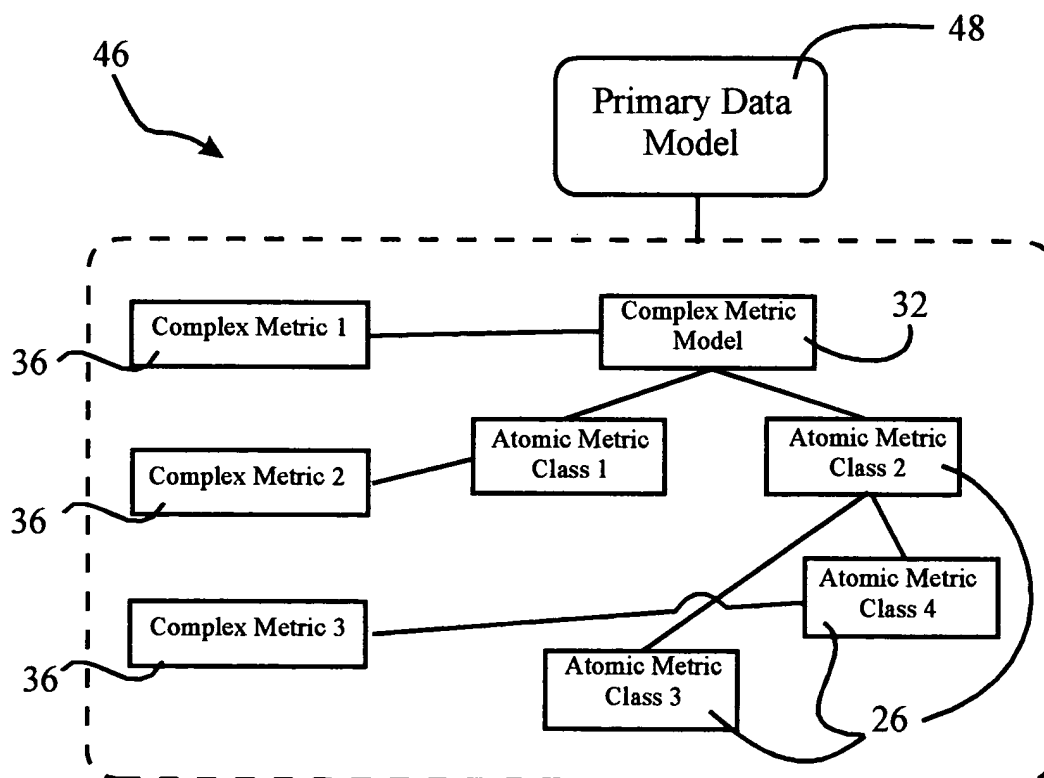 48
46
Primary Data
Model
Complex Metric 1
Complex Metric
Model
32
36
Atomic Metric
Class 1
Atomic Metric
Class 2
Complex Metric 2
36
Atomic Metric
Class 4
Complex Metric 3
Atomic Metric
Class 3
36
26